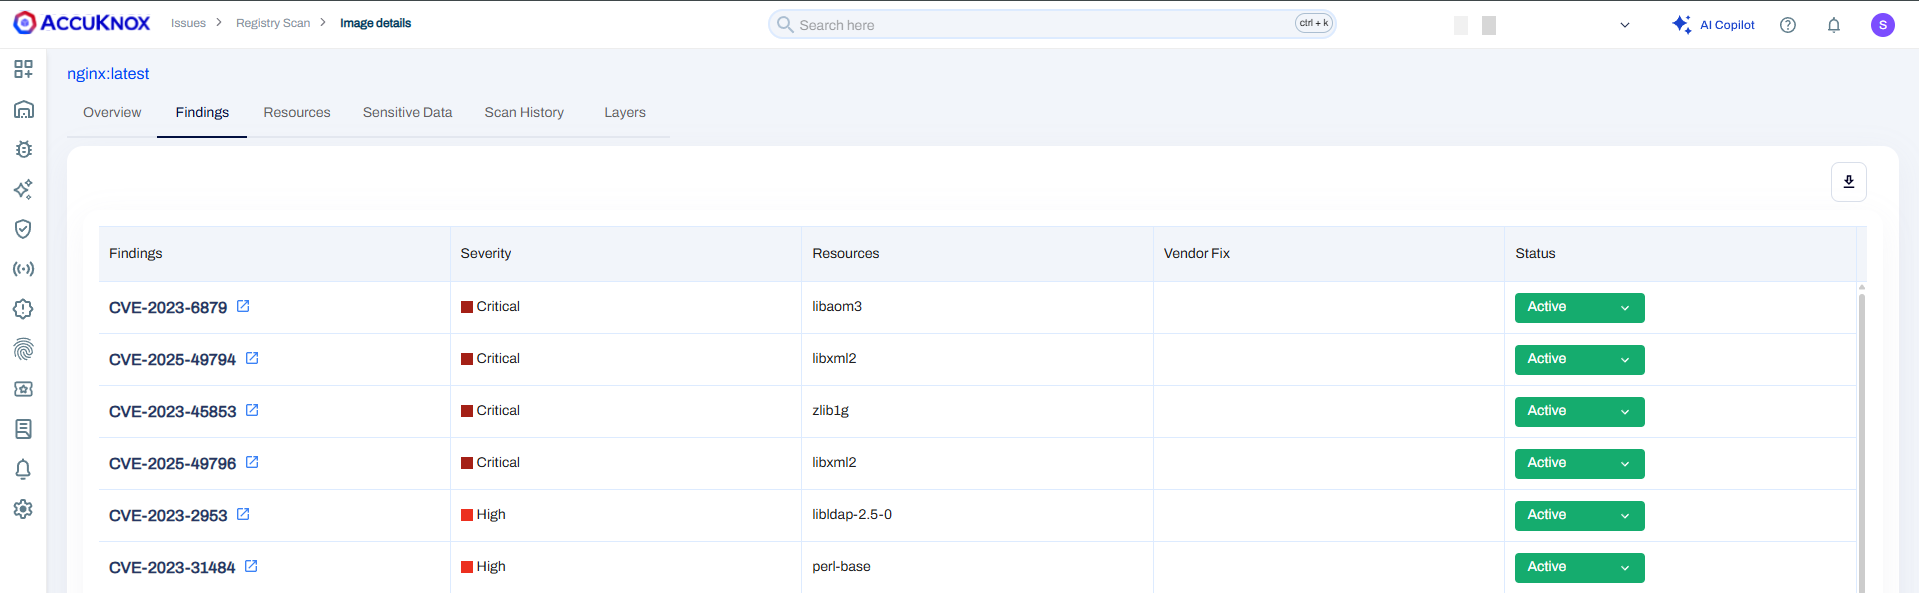 ACCUKNOX Issues > Registry Scan > Image details Search here ctrl + k AI Copilot S
nginx:latest
Overview Findings Resources Sensitive Data Scan History Layers
Findings Severity Resources Vendor Fix Status
CVE-2023-6879 Critical libaom3 Active
CVE-2025-49794 Critical libxml2 Active
CVE-2023-45853 Critical zlib1g Active
CVE-2025-49796 Critical libxml2 Active
CVE-2023-2953 High libldap-2.5-0 Active
CVE-2023-31484 High perl-base Active